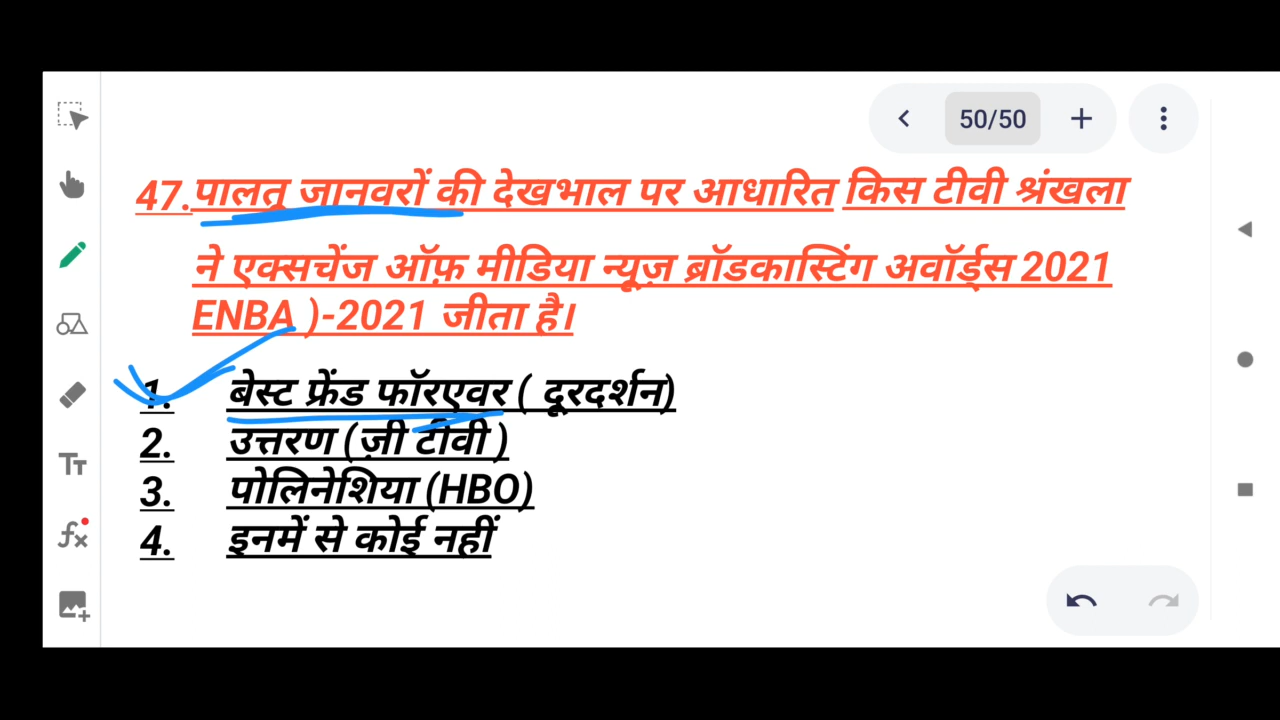 50/50
47.पालतू जानवरों की देखभाल पर आधारित किस टीवी श्रंखला
ने एक्सचेंज ऑफ़ मीडिया न्यूज़ ब्रॉडकास्टिंग अवॉर्ड्स 2021
ENBA )-2021 जीता है।
1. बेस्ट फ्रेंड फॉरएवर ( दूरदर्शन)
2. उत्तरण (ज़ी टीवी )
3. पोलिनेशिया (HBO)
4. इनमें से कोई नहीं